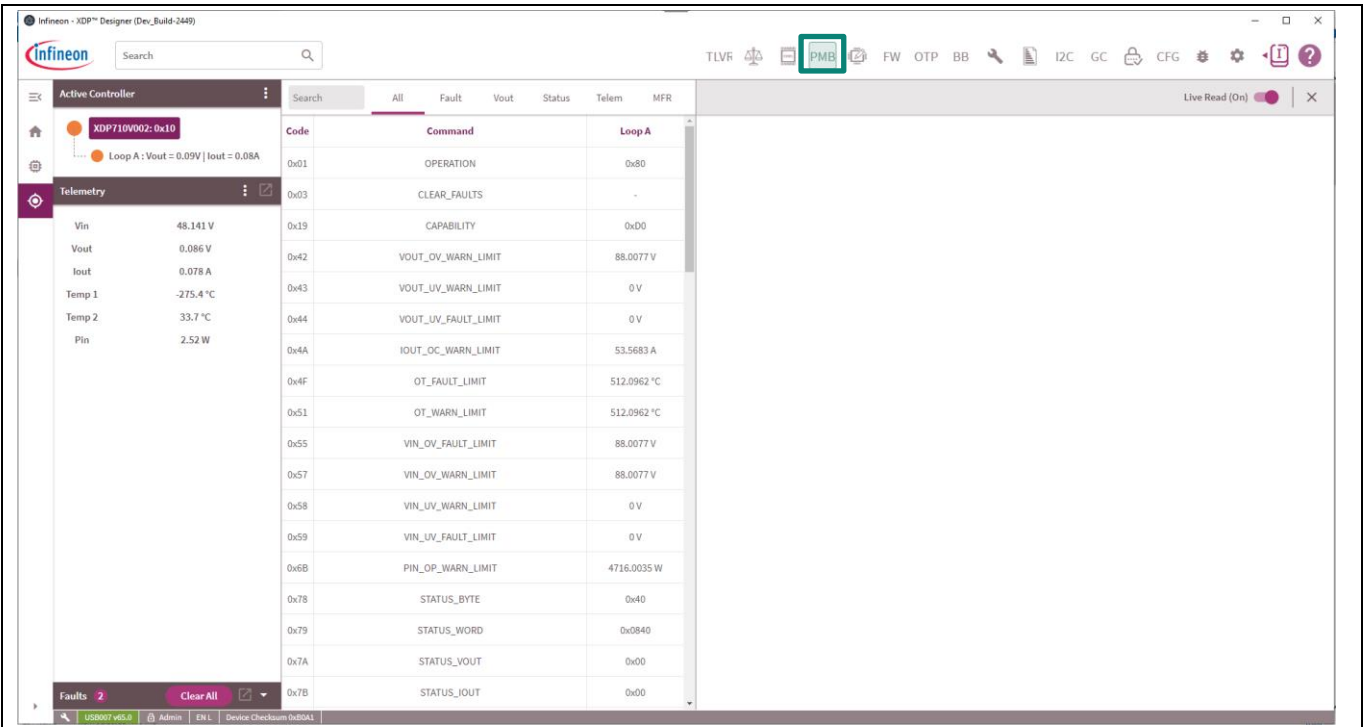 Infineon - XDP™ Designer (Dev_Build-2449)
infineon
Search
TLVR PMB FW OTP BB I2C GC CFG
Active Controller
XDP710V002: 0x10
Loop A : Vout = 0.09V | Iout = 0.08A
Telemetry
Vin 48.141 V
Vout 0.086 V
Iout 0.078 A
Temp 1 -275.4 °C
Temp 2 33.7 °C
Pin 2.52 W
Faults 2 Clear All
Search All Fault Vout Status Telem MFR
Code Command Loop A
0x01 OPERATION 0x80
0x03 CLEAR_FAULTS -
0x19 CAPABILITY 0xD0
0x42 VOUT_OV_WARN_LIMIT 88.0077 V
0x43 VOUT_UV_WARN_LIMIT 0 V
0x44 VOUT_UV_FAULT_LIMIT 0 V
0x4A IOUT_OC_WARN_LIMIT 53.5683 A
0x4F OT_FAULT_LIMIT 512.0962 °C
0x51 OT_WARN_LIMIT 512.0962 °C
0x55 VIN_OV_FAULT_LIMIT 88.0077 V
0x57 VIN_OV_WARN_LIMIT 88.0077 V
0x58 VIN_UV_WARN_LIMIT 0 V
0x59 VIN_UV_FAULT_LIMIT 0 V
0x6B PIN_OP_WARN_LIMIT 4716.0035 W
0x78 STATUS_BYTE 0x40
0x79 STATUS_WORD 0x0840
0x7A STATUS_VOUT 0x00
0x7B STATUS_IOUT 0x00
Live Read (On)
USB007 v65.0 Admin EN L Device Checksum 0xB0A1